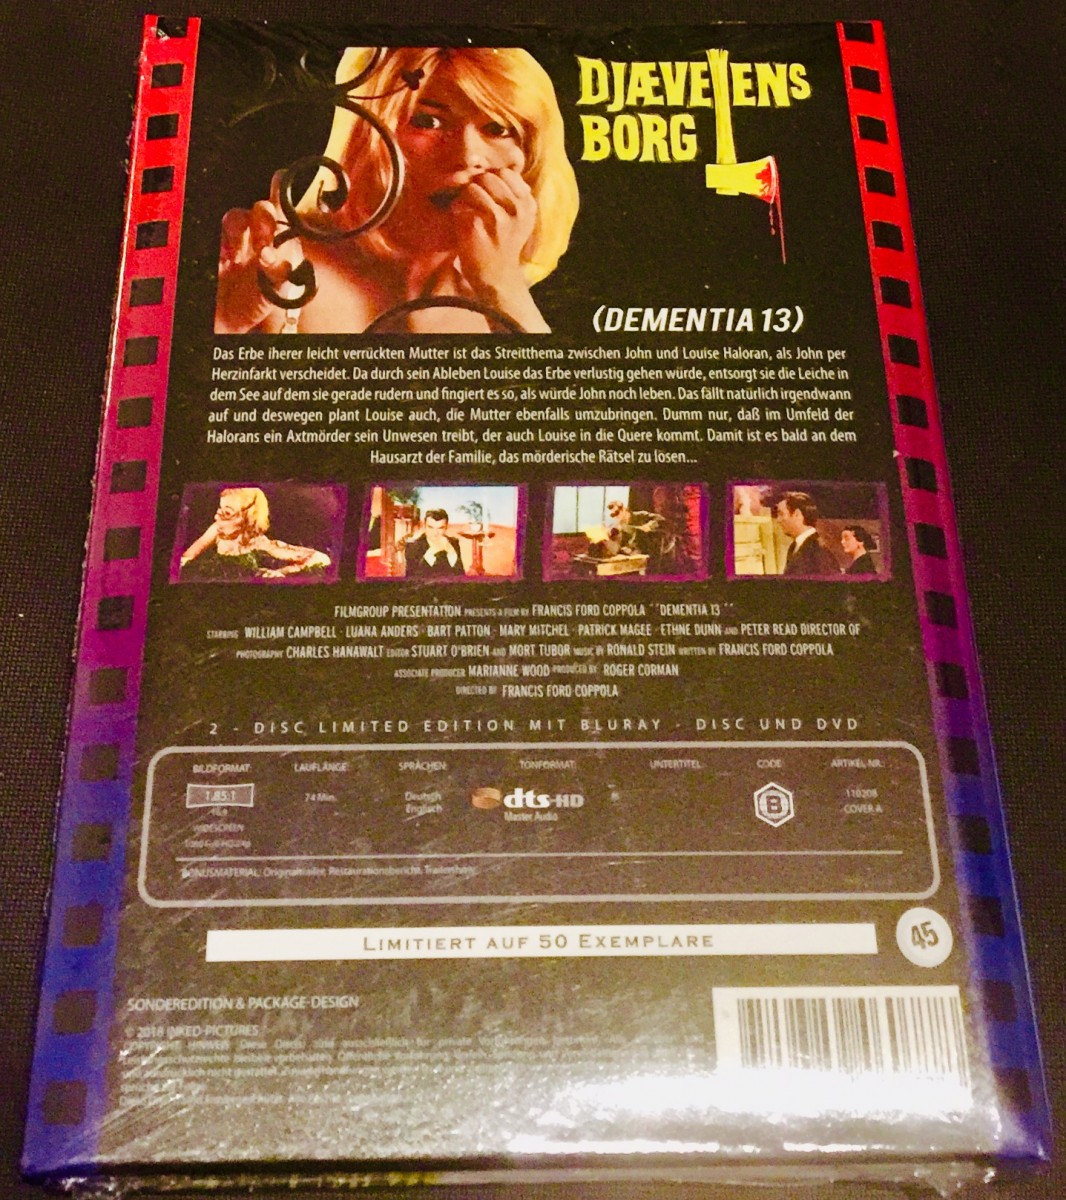 DJÆVELENS
BORG
(DEMENTIA 13)
Das Erbe iherer leicht verrückten Mutter ist das Streitthema zwischen John und Louise Haloran, als John per
Herzinfarkt verscheidet. Da durch sein Ableben Louise das Erbe verlustig gehen würde, entsorgt sie die Leiche in
dem See auf dem sie gerade rudern und fingiert es so, als würde John noch leben. Das fällt natürlich irgendwann
auf und deswegen plant Louise auch, die Mutter ebenfalls umzubringen. Dumm nur, daß im Umfeld der
Halorans ein Axtmörder sein Unwesen treibt, der auch Louise in die Quere kommt. Damit ist es bald an dem
Hausarzt der Familie, das mörderische Rätsel zu lösen...
FILMGROUP PRESENTATION PRESENTS A FILM BY FRANCIS FORD COPPOLA ´´DEMENTIA 13 ´´
STARRING WILLIAM CAMPBELL · LUANA ANDERS · BART PATTON · MARY MITCHEL · PATRICK MAGEE · ETHNE DUNN AND PETER READ DIRECTOR OF
PHOTOGRAPHY CHARLES HANAWALT EDITOR STUART O'BRIEN AND MORT TUBOR MUSIC BY RONALD STEIN WRITTEN BY FRANCIS FORD COPPOLA
ASSOCIATE PRODUCER MARIANNE WOOD PRODUCED BY ROGER CORMAN
DIRECTED BY FRANCIS FORD COPPOLA
2 - DISC LIMITED EDITION MIT BLURAY - DISC UND DVD
BILDFORMAT: LAUFLÄNGE: SPRACHEN: TONFORMAT: UNTERTITEL: CODE: ARTIKEL NR.:
1.85:1 74 Min. Deutsch dts-HD B 110208
16:9 Englisch Master Audio COVER A
WIDESCREEN
BONUSMATERIAL: Originaltrailer, Restaurationsbericht, Trailershow
LIMITIERT AUF 50 EXEMPLARE 45
SONDEREDITION & PACKAGE-DESIGN
© 2018 INKED-PICTURES